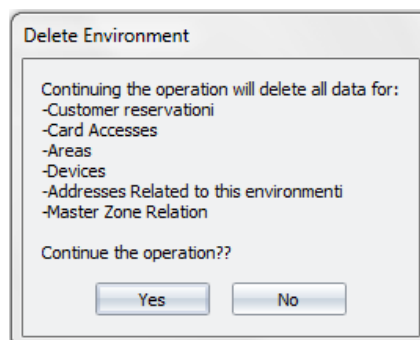 Delete Environment
Continuing the operation will delete all data for:
-Customer reservationi
-Card Accesses
-Areas
-Devices
-Addresses Related to this environmenti
-Master Zone Relation
Continue the operation??
Yes No